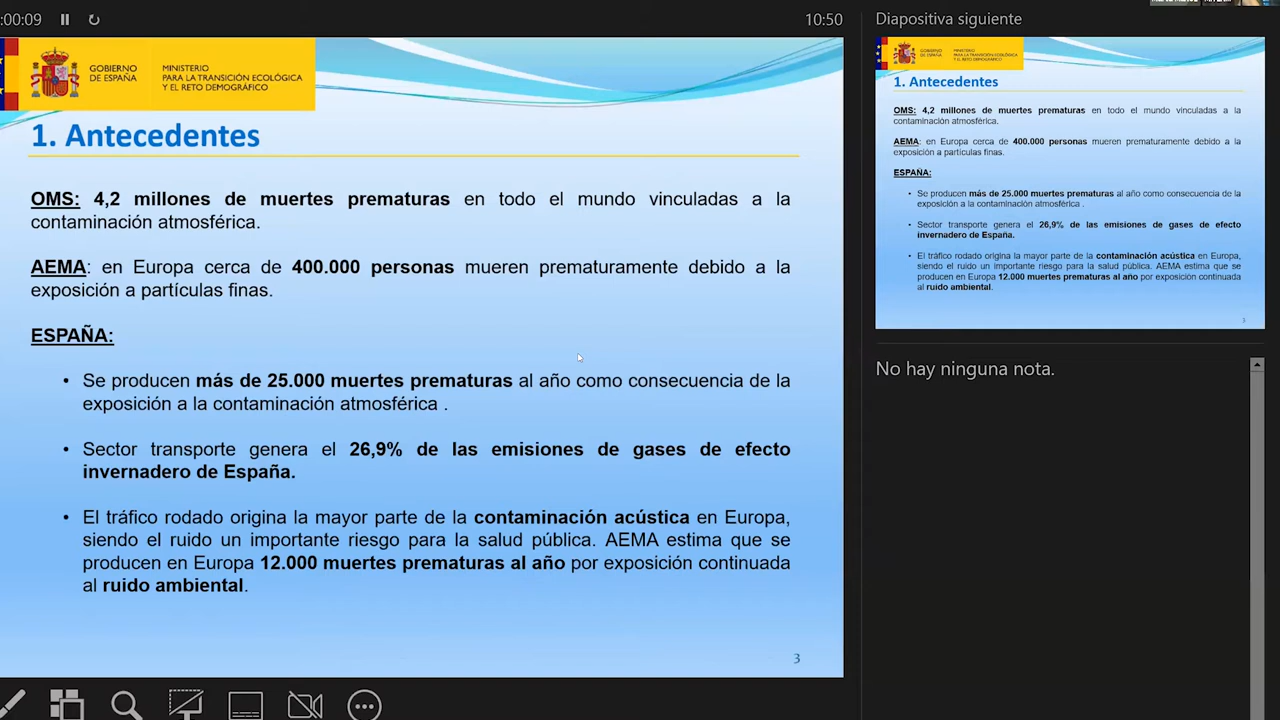 :00:09
10:50
Diapositiva siguiente
GOBIERNO
DE ESPAÑA
MINISTERIO
PARA LA TRANSICIÓN ECOLÓGICA
Y EL RETO DEMOGRÁFICO
1. Antecedentes
OMS: 4,2 millones de muertes prematuras en todo el mundo vinculadas a la
contaminación atmosférica.
AEMA: en Europa cerca de 400.000 personas mueren prematuramente debido a la
exposición a partículas finas.
ESPAÑA:
• Se producen más de 25.000 muertes prematuras al año como consecuencia de la
exposición a la contaminación atmosférica .
• Sector transporte genera el 26,9% de las emisiones de gases de efecto
invernadero de España.
• El tráfico rodado origina la mayor parte de la contaminación acústica en Europa,
siendo el ruido un importante riesgo para la salud pública. AEMA estima que se
producen en Europa 12.000 muertes prematuras al año por exposición continuada
al ruido ambiental.
3
GOBIERNO
DE ESPAÑA
MINISTERIO
PARA LA TRANSICIÓN ECOLÓGICA
Y EL RETO DEMOGRÁFICO
1. Antecedentes
OMS: 4,2 millones de muertes prematuras en todo el mundo vinculadas a la
contaminación atmosférica.
AEMA: en Europa cerca de 400.000 personas mueren prematuramente debido a la
exposición a partículas finas.
ESPAÑA:
• Se producen más de 25.000 muertes prematuras al año como consecuencia de la
exposición a la contaminación atmosférica .
• Sector transporte genera el 26,9% de las emisiones de gases de efecto
invernadero de España.
• El tráfico rodado origina la mayor parte de la contaminación acústica en Europa,
siendo el ruido un importante riesgo para la salud pública. AEMA estima que se
producen en Europa 12.000 muertes prematuras al año por exposición continuada
al ruido ambiental.
3
No hay ninguna nota.